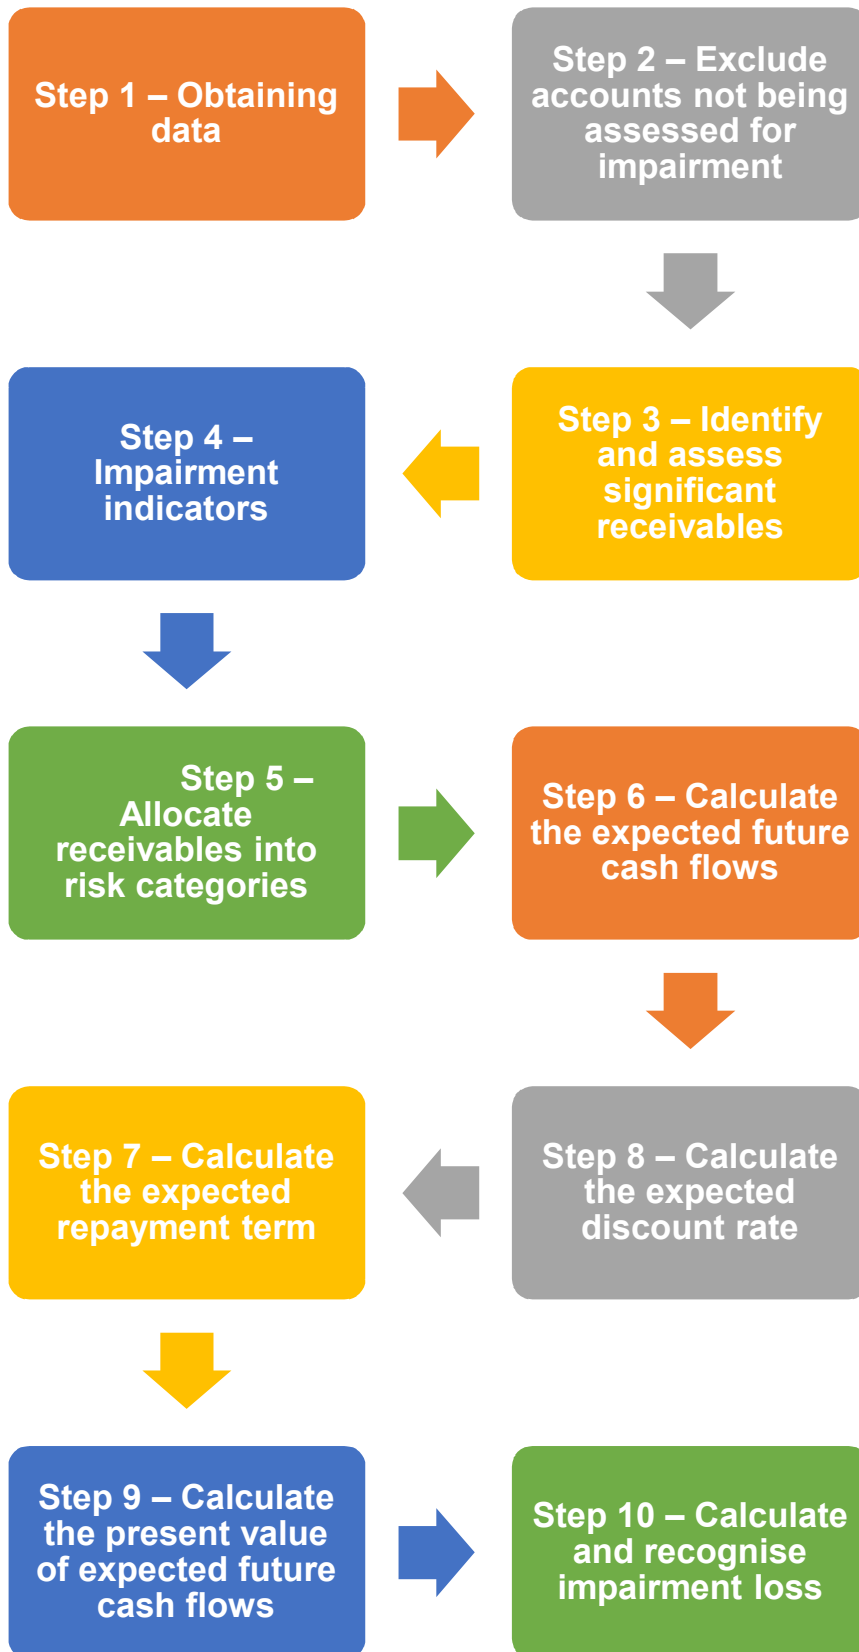 Step 1 – Obtaining
data
Step 2 – Exclude
accounts not being
assessed for
impairment
Step 3 – Identify
and assess
significant
receivables
Step 4 –
Impairment
indicators
Step 5 –
Allocate
receivables into
risk categories
Step 6 – Calculate
the expected future
cash flows
Step 8 – Calculate
the expected
discount rate
Step 7 – Calculate
the expected
repayment term
Step 9 – Calculate
the present value
of expected future
cash flows
Step 10 – Calculate
and recognise
impairment loss